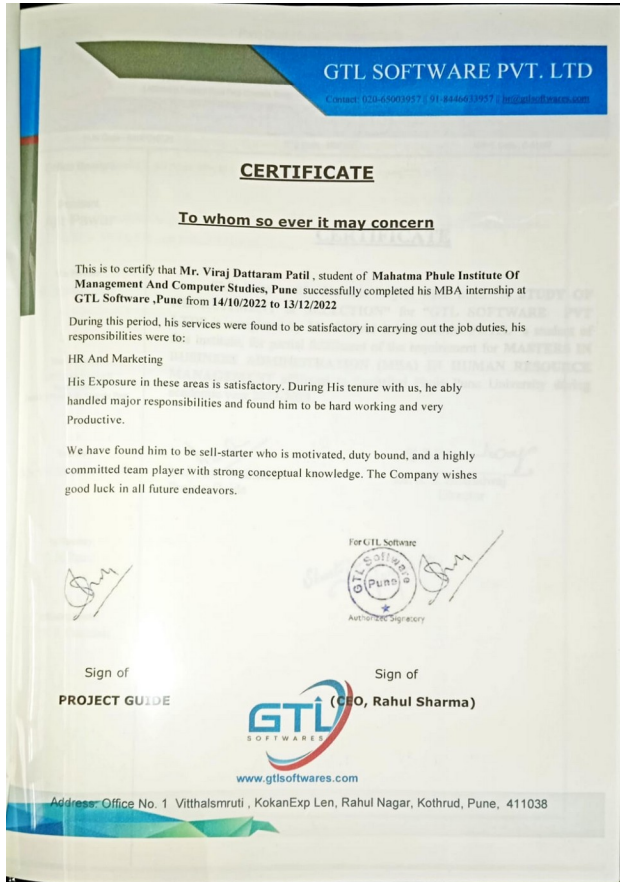 GTL SOFTWARE PVT. LTD
Contact: 020-65003957 || 91-8446033957 || hr@gtlsoftwares.com
CERTIFICATE
To whom so ever it may concern
This is to certify that Mr. Viraj Dattaram Patil , student of Mahatma Phule Institute Of
Management And Computer Studies, Pune successfully completed his MBA internship at
GTL Software ,Pune from 14/10/2022 to 13/12/2022
During this period, his services were found to be satisfactory in carrying out the job duties, his
responsibilities were to:
HR And Marketing
His Exposure in these areas is satisfactory. During His tenure with us, he ably
handled major responsibilities and found him to be hard working and very
Productive.
We have found him to be sell-starter who is motivated, duty bound, and a highly
committed team player with strong conceptual knowledge. The Company wishes
good luck in all future endeavors.
For GTL Software
GTL Software
Pune
Authorized Signatory
Sign of
PROJECT GUIDE
Sign of
(CEO, Rahul Sharma)
GTL
SOFTWARES
www.gtlsoftwares.com
Address: Office No. 1 Vitthalsmruti , KokanExp Len, Rahul Nagar, Kothrud, Pune, 411038